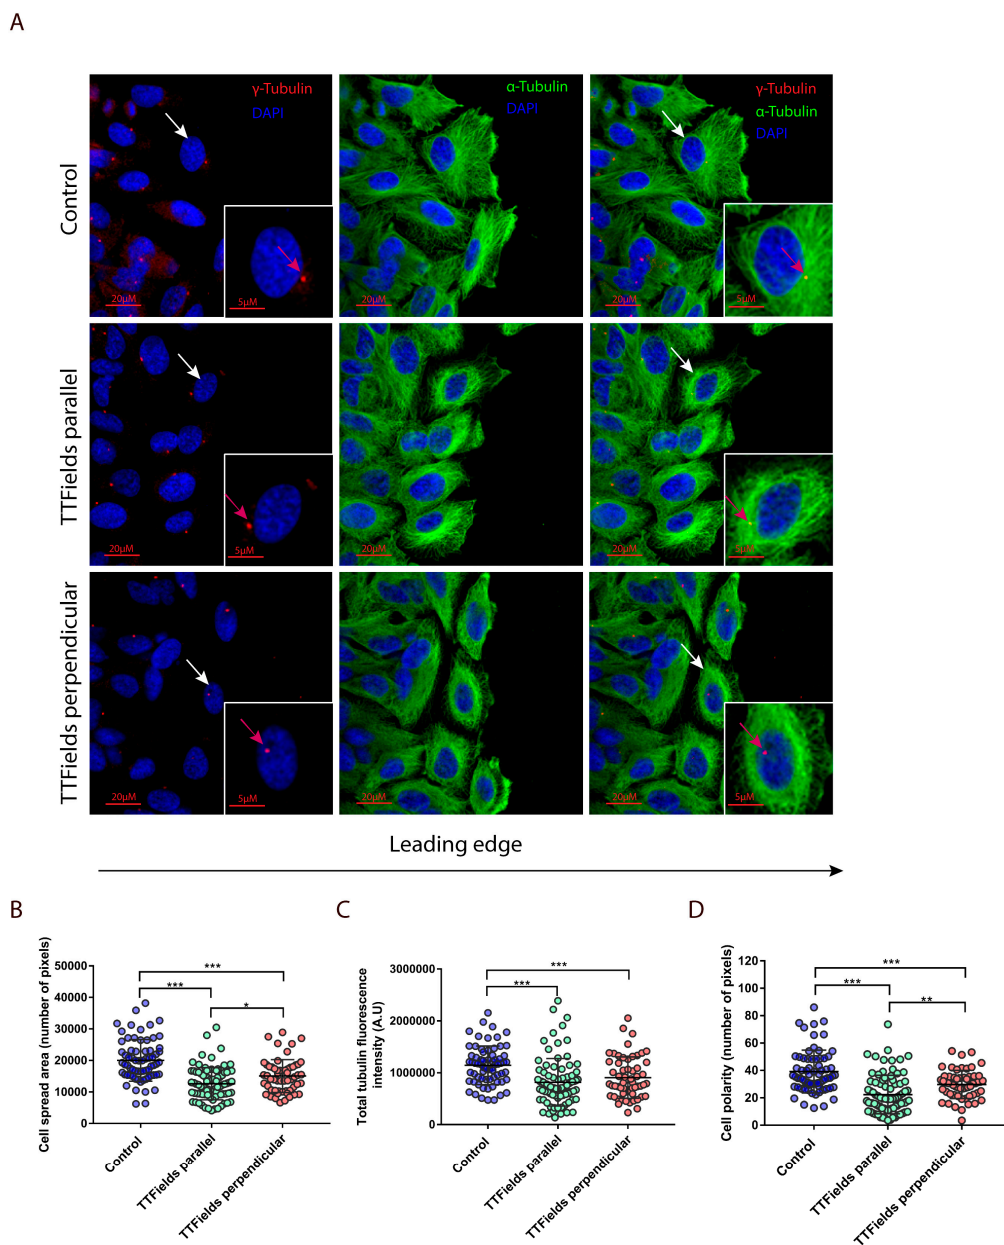 A
γ-Tubulin
DAPI
α-Tubulin
DAPI
γ-Tubulin
α-Tubulin
DAPI
Control
20μM
5μM
20μM
20μM
5μM
TTFields parallel
20μM
5μM
20μM
20μM
5μM
TTFields perpendicular
20μM
5μM
20μM
20μM
5μM
Leading edge
B
Cell spread area (number of pixels)
50000
40000
30000
20000
10000
0
***
***
*
Control
TTFields parallel
TTFields perpendicular
C
Total tubulin fluorescence
intensity (A.U)
3000000
2000000
1000000
0
***
***
Control
TTFields parallel
TTFields perpendicular
D
Cell polarity (number of pixels)
120
100
80
60
40
20
0
***
***
**
Control
TTFields parallel
TTFields perpendicular